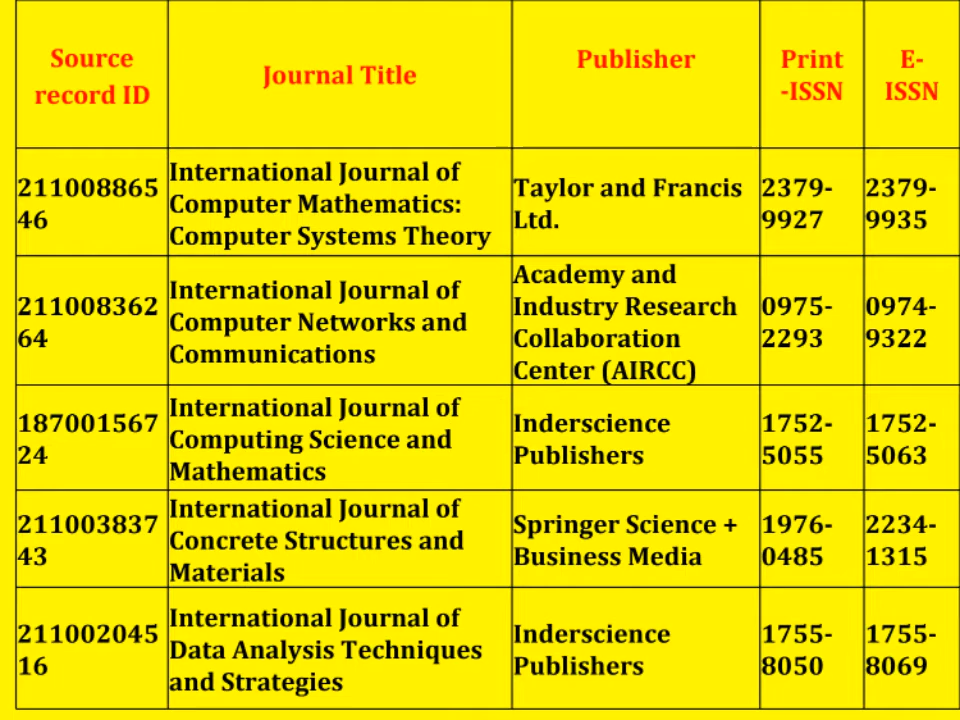 Source
record ID
Journal Title
Publisher
Print
-ISSN
E-
ISSN
211008865
46
International Journal of
Computer Mathematics:
Computer Systems Theory
Taylor and Francis
Ltd.
2379-
9927
2379-
9935
211008362
64
International Journal of
Computer Networks and
Communications
Academy and
Industry Research
Collaboration
Center (AIRCC)
0975-
2293
0974-
9322
187001567
24
International Journal of
Computing Science and
Mathematics
Inderscience
Publishers
1752-
5055
1752-
5063
211003837
43
International Journal of
Concrete Structures and
Materials
Springer Science +
Business Media
1976-
0485
2234-
1315
211002045
16
International Journal of
Data Analysis Techniques
and Strategies
Inderscience
Publishers
1755-
8050
1755-
8069